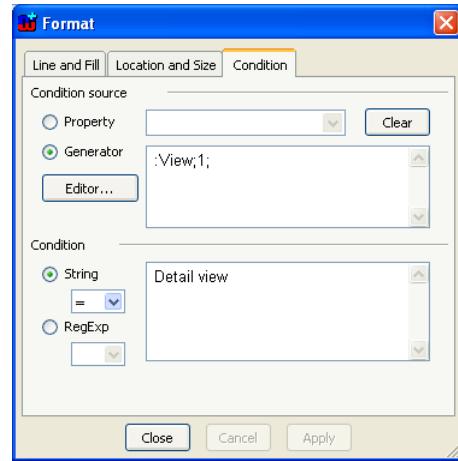 Format
Line and Fill Location and Size Condition
Condition source
Property Clear
Generator :View;1;
Editor...
Condition
String Detail view
=
RegExp
Close Cancel Apply